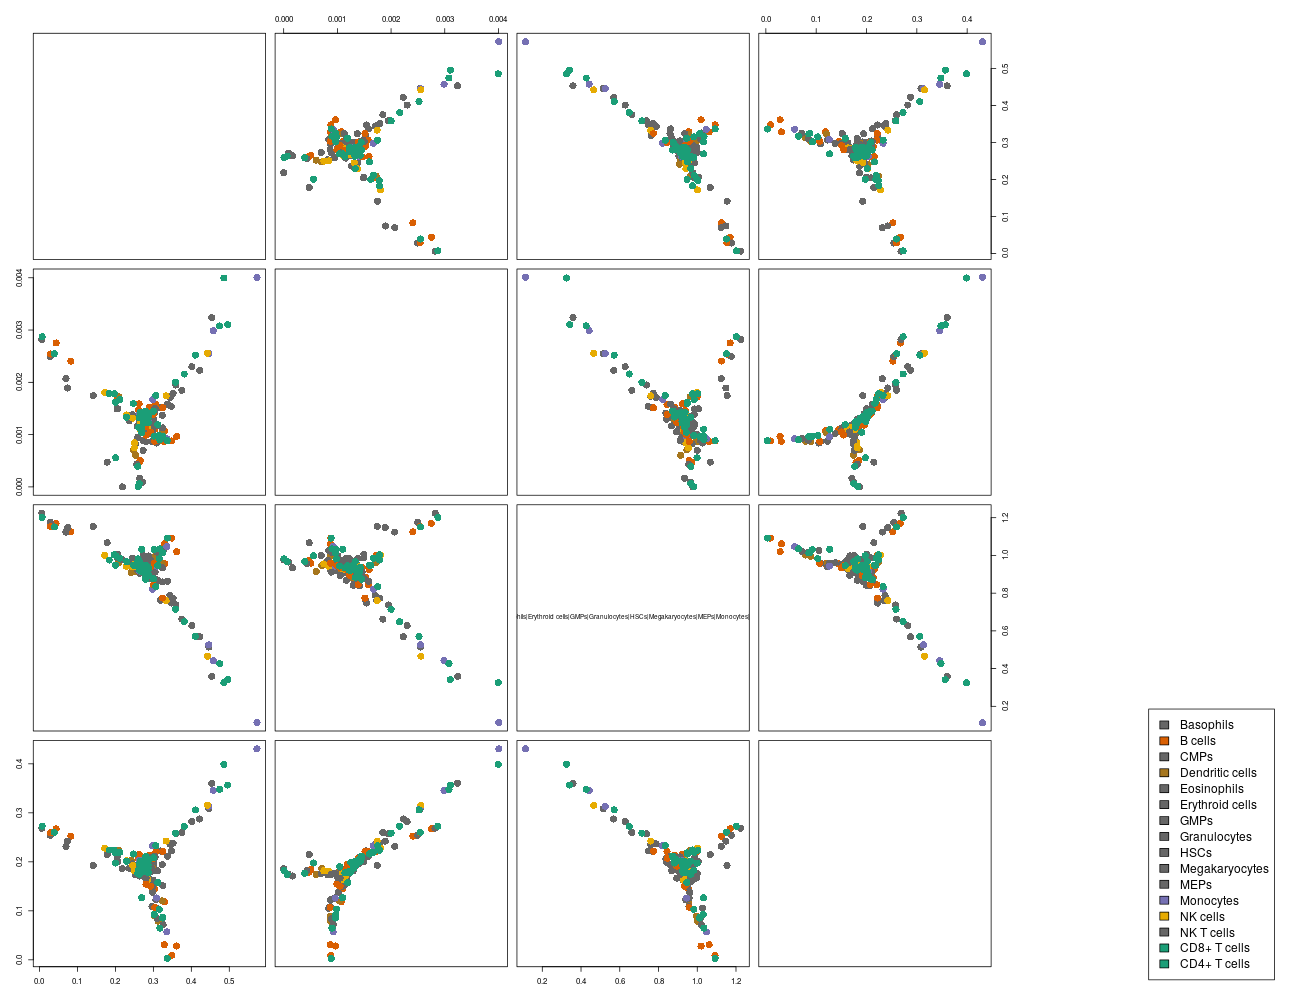 0.000 0.001 0.002 0.003 0.004
0.0 0.1 0.2 0.3 0.4
0.0 0.1 0.2 0.3 0.4 0.5
0.000 0.001 0.002 0.003 0.004
hils|Erythroid cells|GMPs|Granulocytes|HSCs|Megakaryocytes|MEPs|Monocytes|
0.2 0.4 0.6 0.8 1.0 1.2
0.0 0.1 0.2 0.3 0.4
0.0 0.1 0.2 0.3 0.4 0.5
0.2 0.4 0.6 0.8 1.0 1.2
Basophils
B cells
CMPs
Dendritic cells
Eosinophils
Erythroid cells
GMPs
Granulocytes
HSCs
Megakaryocytes
MEPs
Monocytes
NK cells
NK T cells
CD8+ T cells
CD4+ T cells